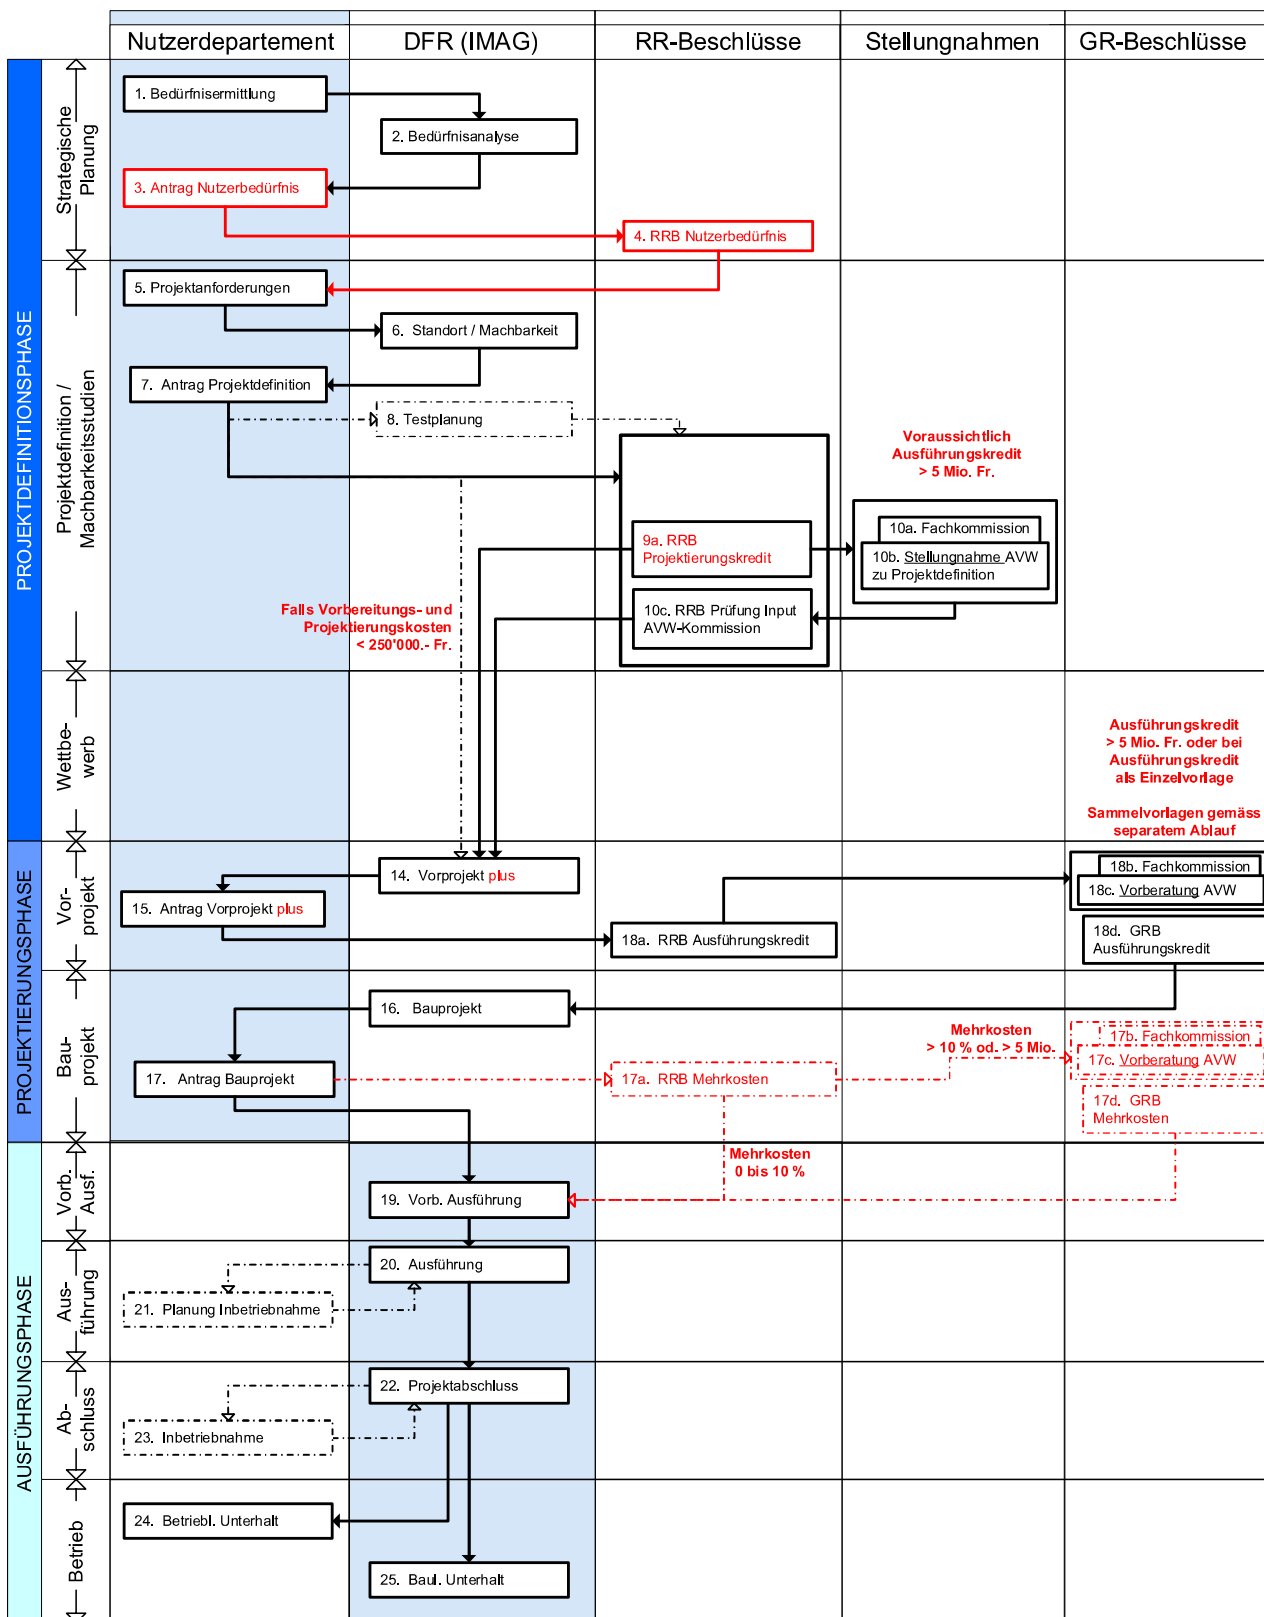 Nutzerdepartement
DFR (IMAG)
RR-Beschlüsse
Stellungnahmen
GR-Beschlüsse
PROJEKTDEFINITIONSPHASE
Strategische
Planung
1. Bedürfnisermittlung
2. Bedürfnisanalyse
3. Antrag Nutzerbedürfnis
4. RRB Nutzerbedürfnis
Projektdefinition /
Machbarkeitsstudien
5. Projektanforderungen
6. Standort / Machbarkeit
7. Antrag Projektdefinition
8. Testplanung
Voraussichtlich
Ausführungskredit
> 5 Mio. Fr.
9a. RRB
Projektierungskredit
10a. Fachkommission
10b. Stellungnahme AVW
zu Projektdefinition
10c. RRB Prüfung Input
AVW-Kommission
Falls Vorbereitungs- und
Projektierungskosten
< 250'000.- Fr.
Wettbe-
werb
Ausführungskredit
> 5 Mio. Fr. oder bei
Ausführungskredit
als Einzelvorlage
Sammelvorlagen gemäss
separatem Ablauf
PROJEKTIERUNGSPHASE
Vor-
projekt
14. Vorprojekt plus
15. Antrag Vorprojekt plus
18a. RRB Ausführungskredit
18b. Fachkommission
18c. Vorberatung AVW
18d. GRB
Ausführungskredit
Bau-
projekt
16. Bauprojekt
17. Antrag Bauprojekt
17a. RRB Mehrkosten
Mehrkosten
> 10 % od. > 5 Mio.
17b. Fachkommission
17c. Vorberatung AVW
17d. GRB
Mehrkosten
Mehrkosten
0 bis 10 %
AUSFÜHRUNGSPHASE
Vorb.
Ausf.
19. Vorb. Ausführung
Aus-
führung
20. Ausführung
21. Planung Inbetriebnahme
Ab-
schluss
22. Projektabschluss
23. Inbetriebnahme
Betrieb
24. Betriebl. Unterhalt
25. Baul. Unterhalt